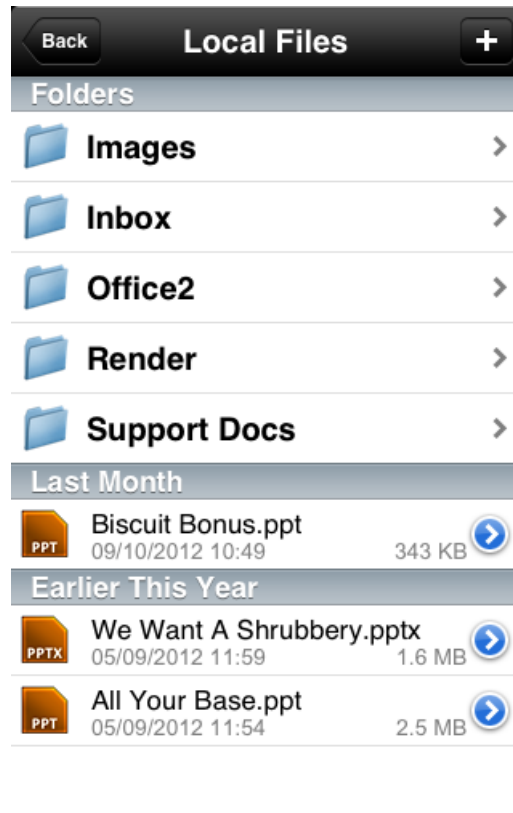 Back Local Files +
Folders
Images
Inbox
Office2
Render
Support Docs
Last Month
Biscuit Bonus.ppt
PPT 09/10/2012 10:49 343 KB
Earlier This Year
We Want A Shrubbery.pptx
PPTX 05/09/2012 11:59 1.6 MB
All Your Base.ppt
PPT 05/09/2012 11:54 2.5 MB